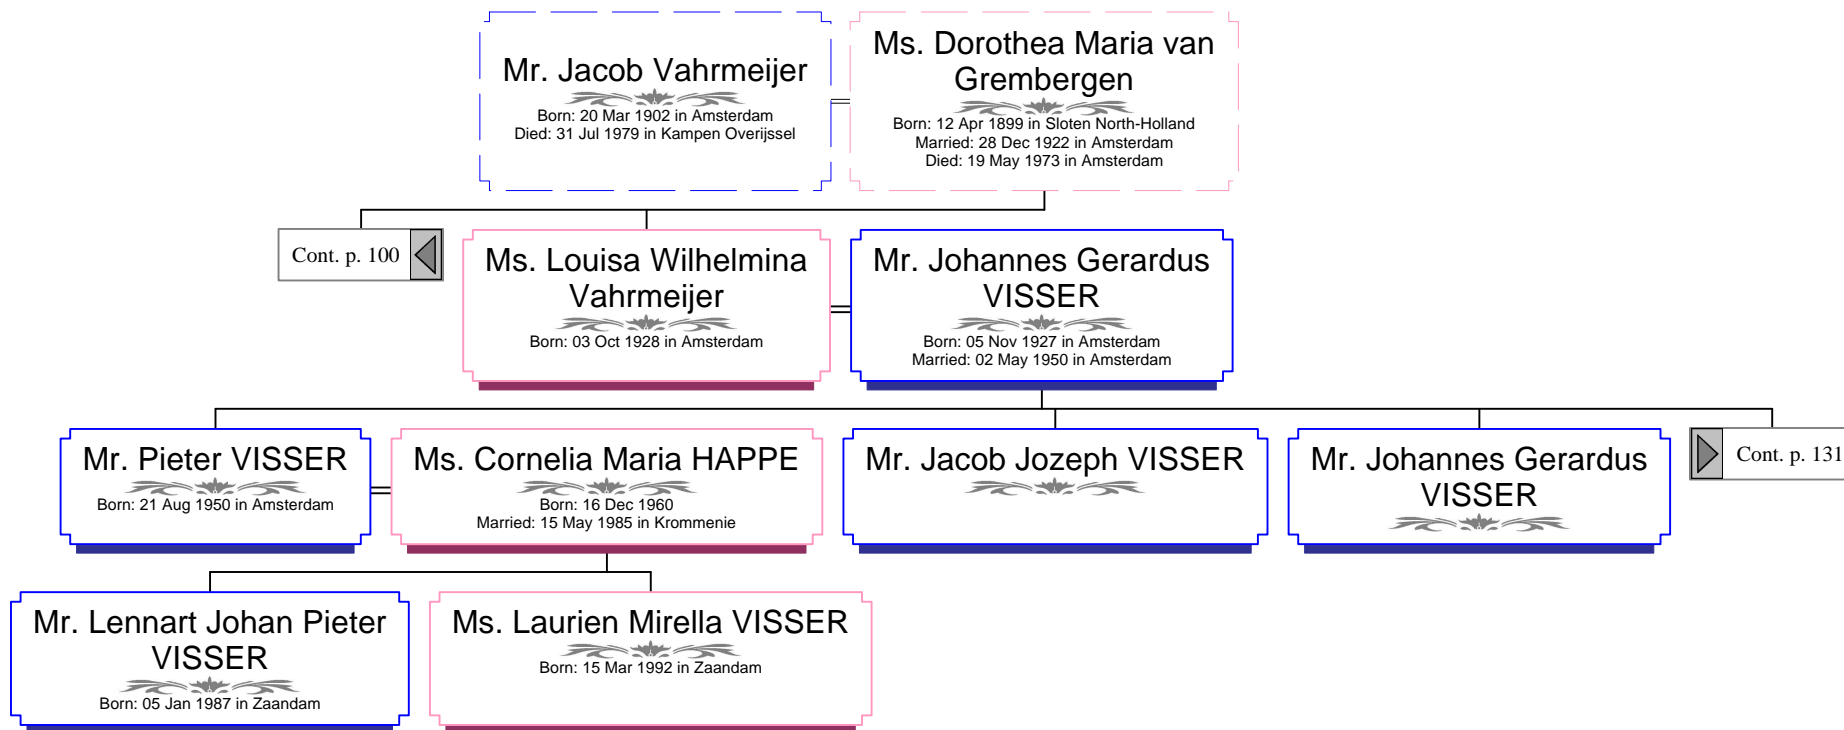 Mr. Jacob Vahrmeijer
Born: 20 Mar 1902 in Amsterdam
Died: 31 Jul 1979 in Kampen Overijssel
Ms. Dorothea Maria van
Grembergen
Born: 12 Apr 1899 in Sloten North-Holland
Married: 28 Dec 1922 in Amsterdam
Died: 19 May 1973 in Amsterdam
Cont. p. 100
Ms. Louisa Wilhelmina
Vahrmeijer
Born: 03 Oct 1928 in Amsterdam
Mr. Johannes Gerardus
VISSER
Born: 05 Nov 1927 in Amsterdam
Married: 02 May 1950 in Amsterdam
Mr. Pieter VISSER
Born: 21 Aug 1950 in Amsterdam
Ms. Cornelia Maria HAPPE
Born: 16 Dec 1960
Married: 15 May 1985 in Krommenie
Mr. Jacob Jozeph VISSER
Mr. Johannes Gerardus
VISSER
Cont. p. 131
Mr. Lennart Johan Pieter
VISSER
Born: 05 Jan 1987 in Zaandam
Ms. Laurien Mirella VISSER
Born: 15 Mar 1992 in Zaandam